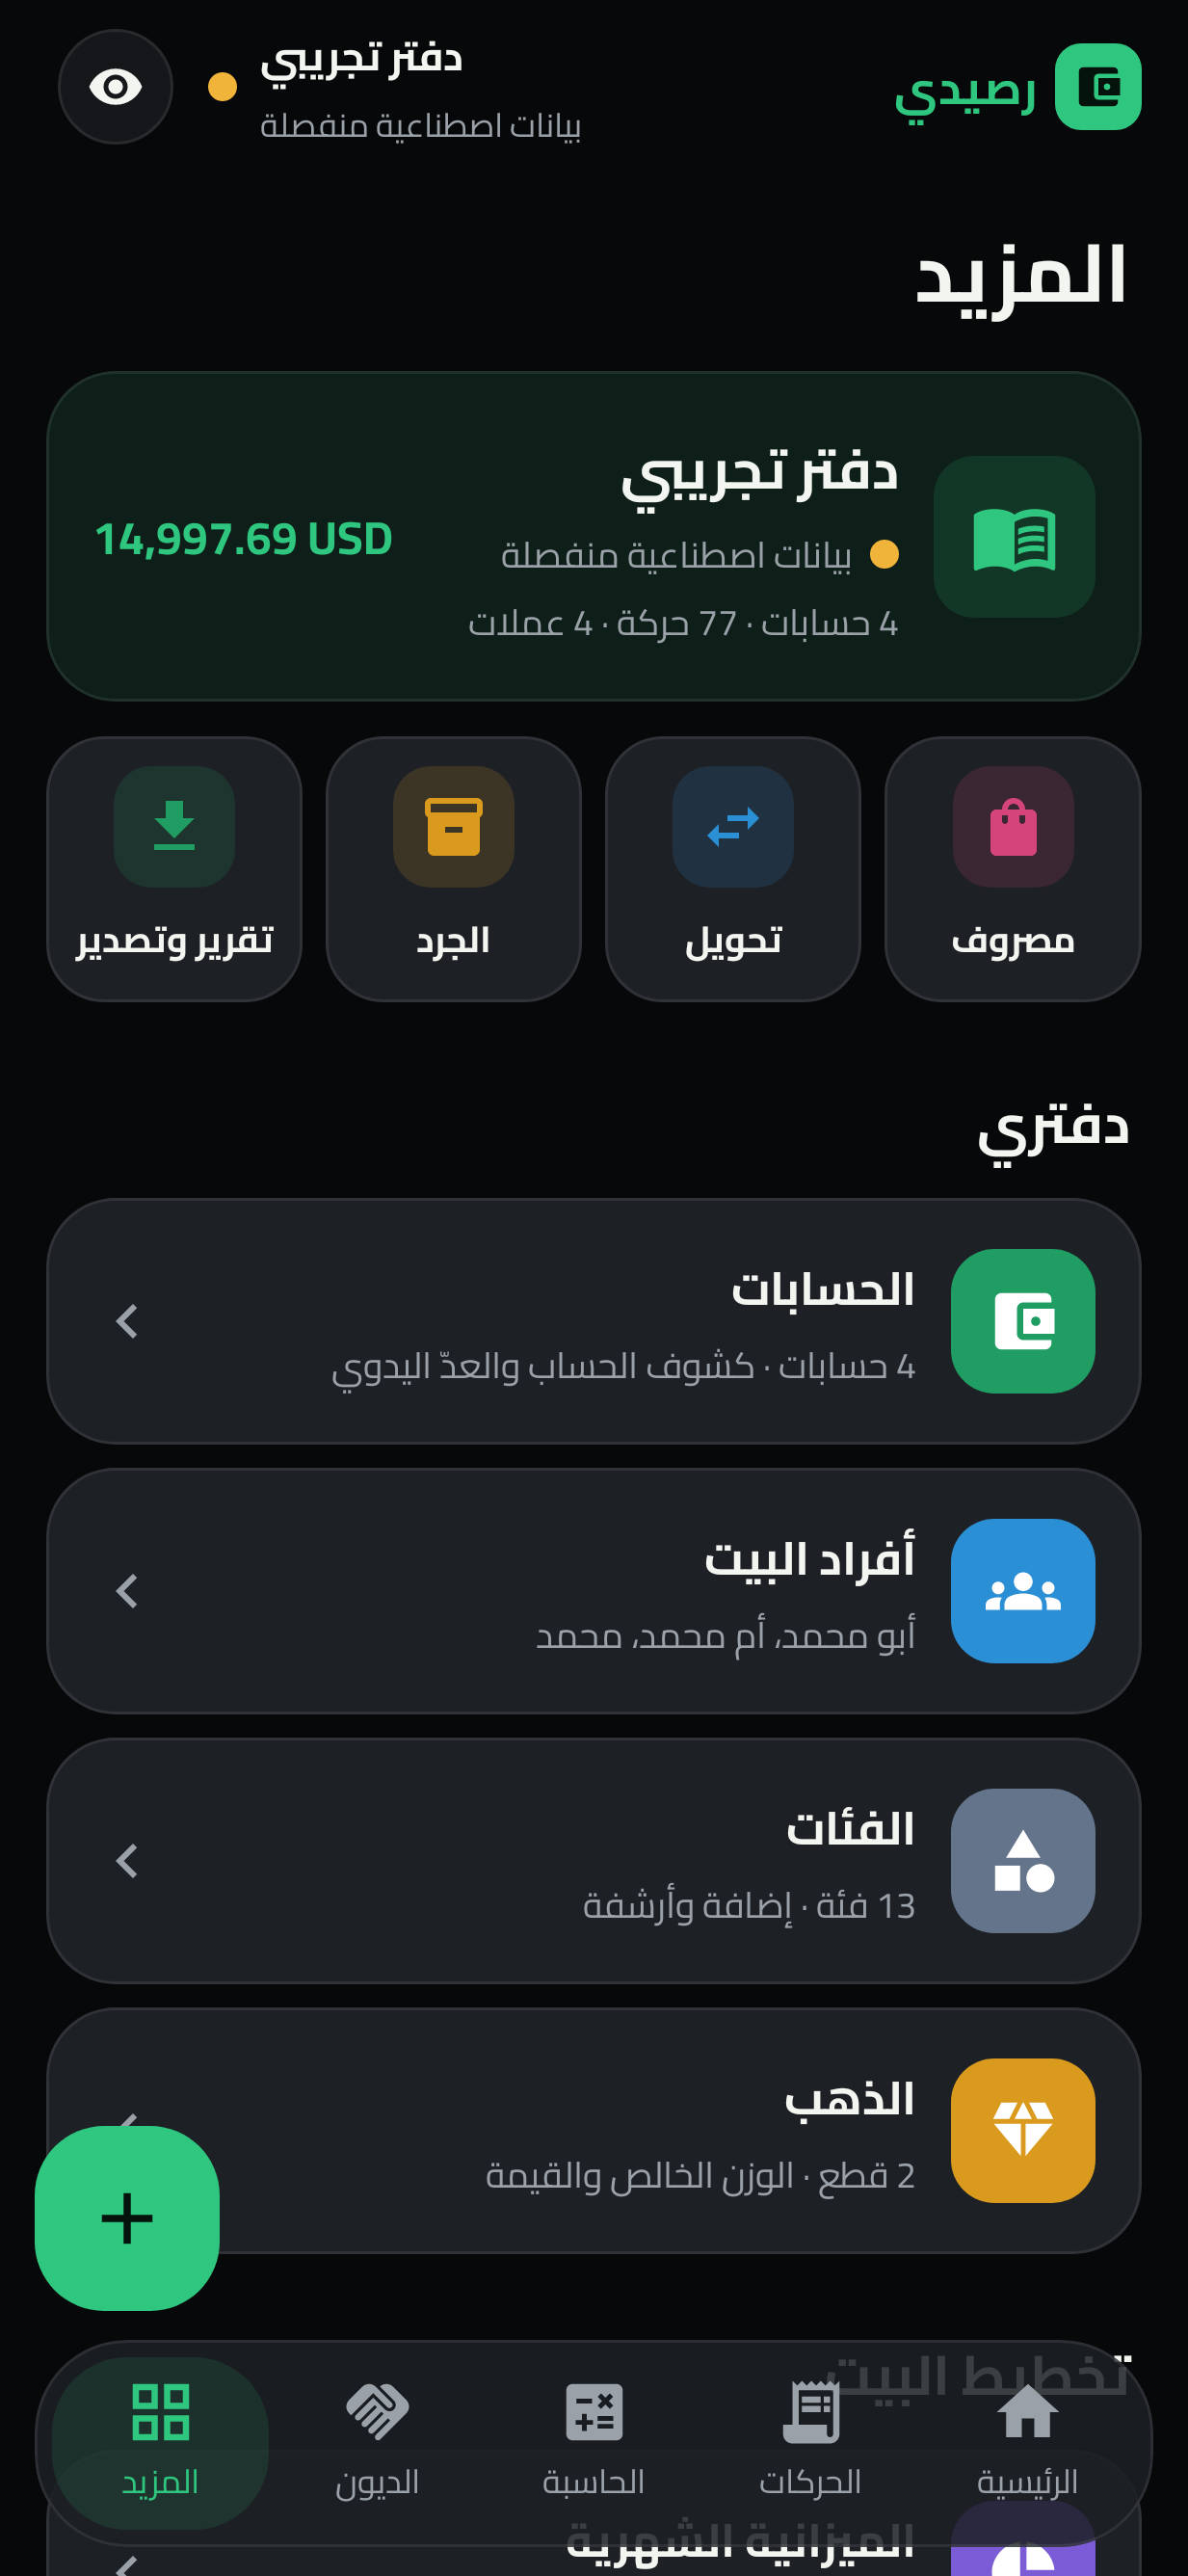 رصيدي
دفتر تجريبي
بيانات اصطناعية منفصلة
المزيد
دفتر تجريبي
بيانات اصطناعية منفصلة
4 حسابات · 77 حركة · 4 عملات
14,997.69 USD
مصروف
تحويل
الجرد
تقرير وتصدير
دفتري
الحسابات
4 حسابات · كشوف الحساب والعدّ اليدوي
أفراد البيت
أبو محمد، أم محمد، محمد
الفئات
13 فئة · إضافة وأرشفة
الذهب
2 قطع · الوزن الخالص والقيمة
تخطيط البيت
الرئيسية
الحركات
الحاسبة
الديون
المزيد
الميزانية الشهرية